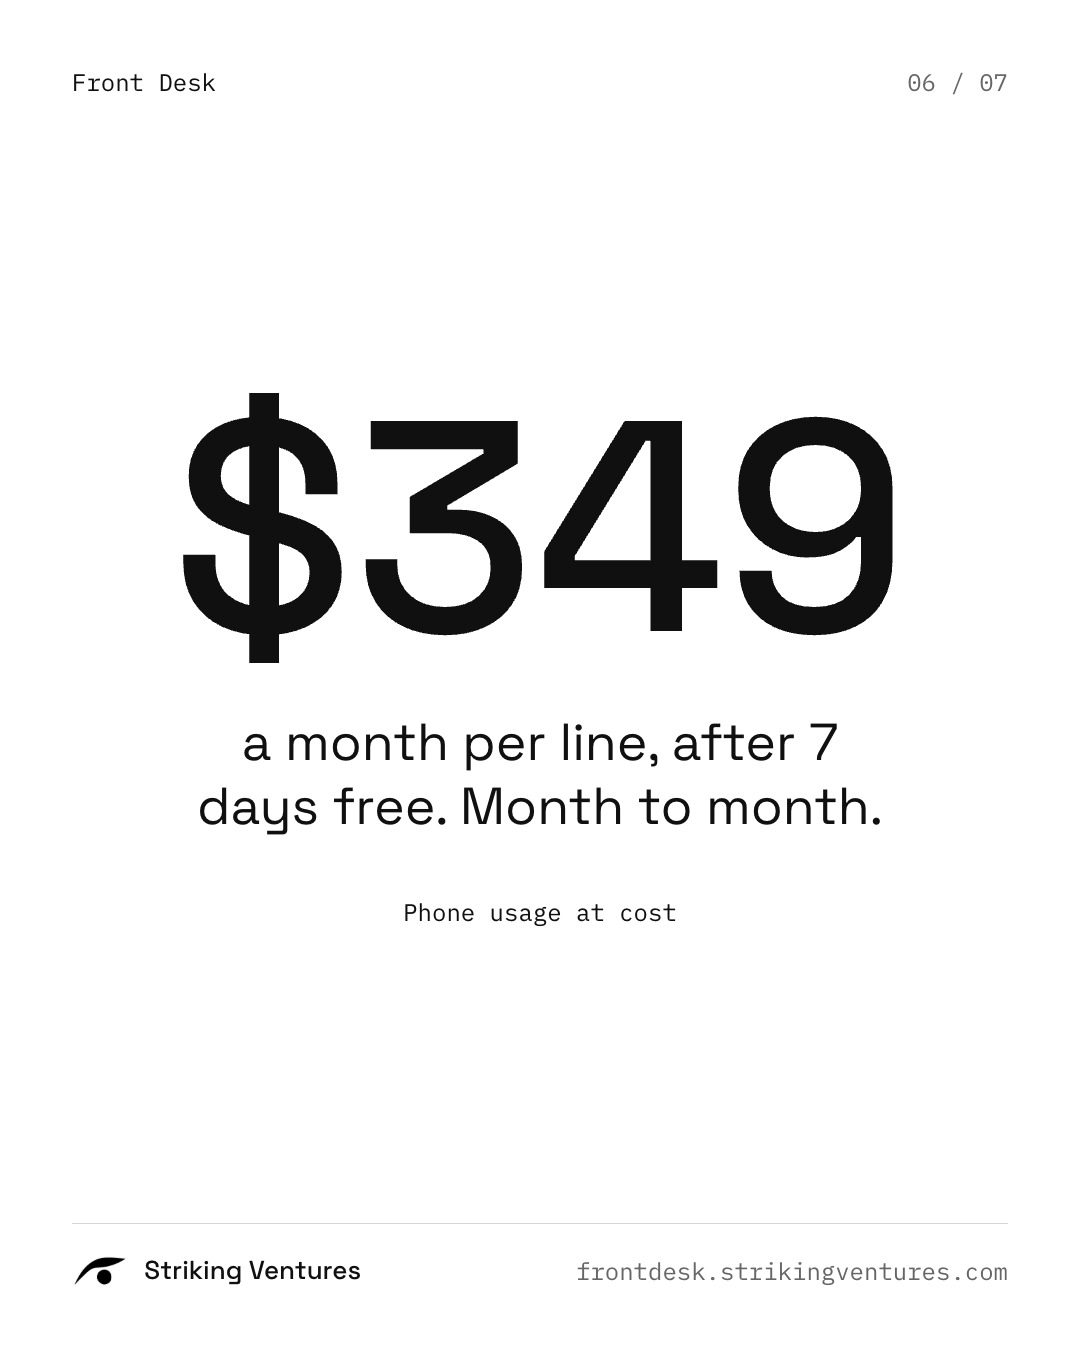 Front Desk
06 / 07
$349
a month per line, after 7
days free. Month to month.
Phone usage at cost
Striking Ventures
frontdesk.strikingventures.com